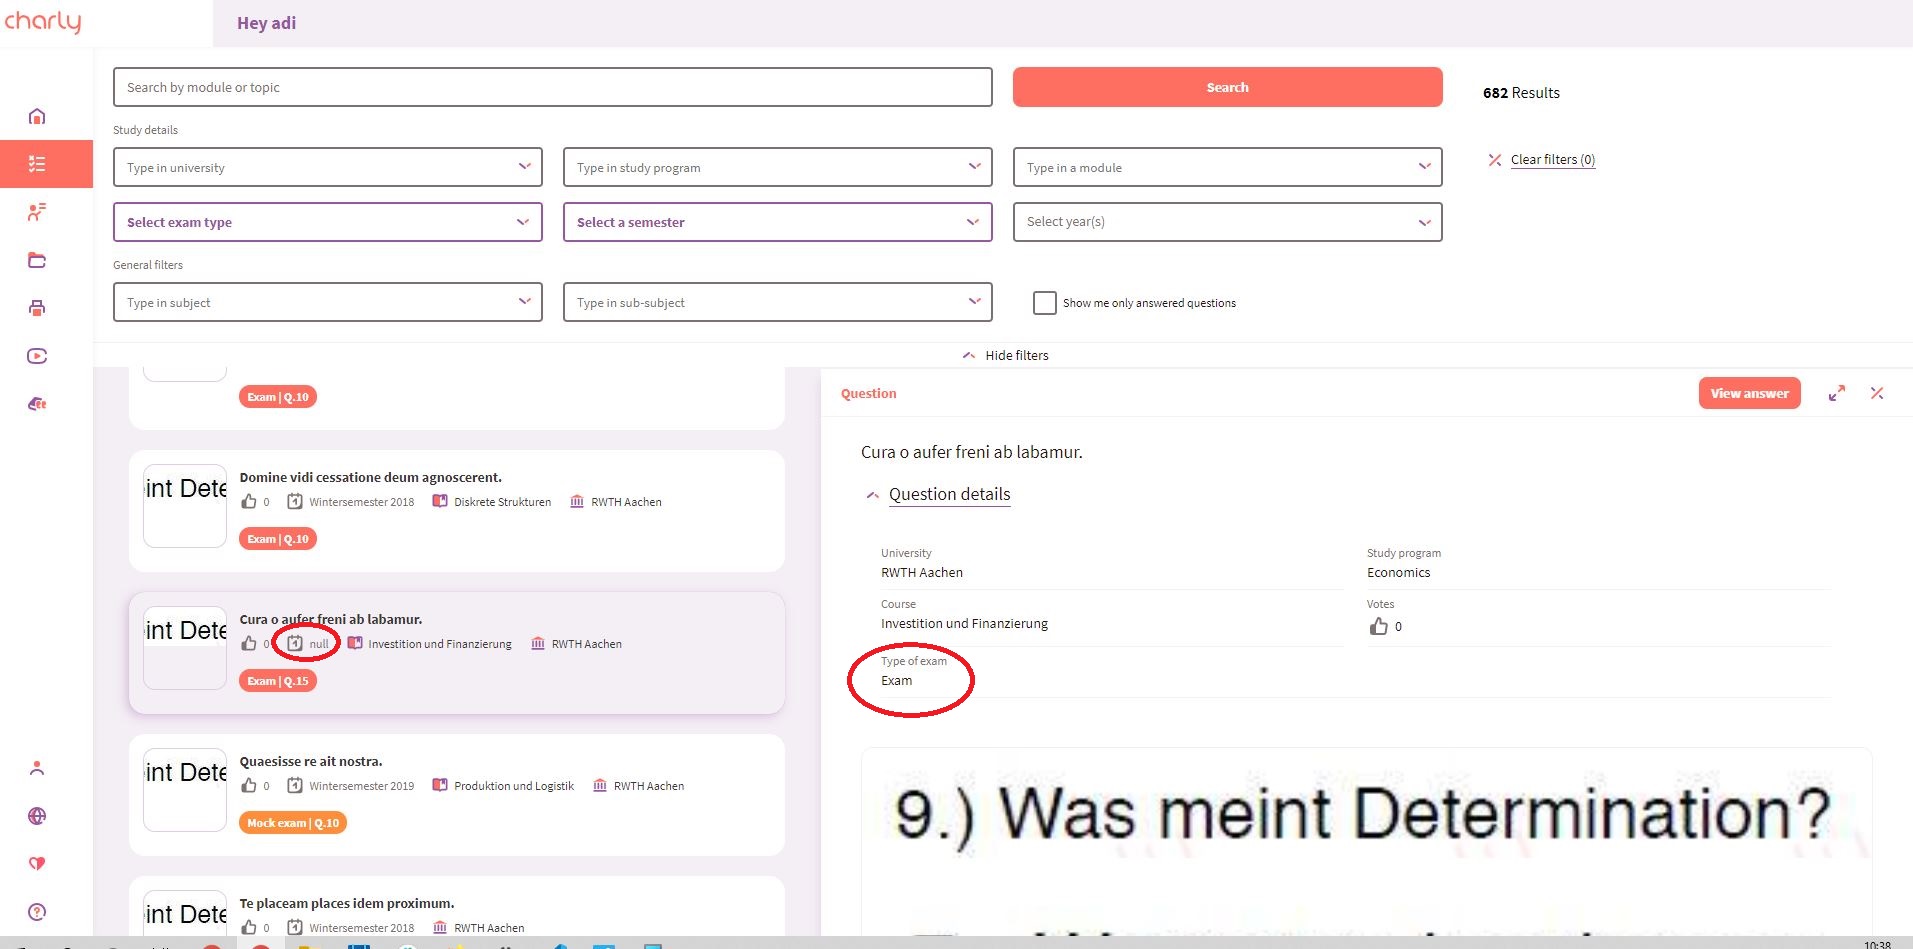 charly
Hey adi
Search by module or topic
Search
682 Results
Study details
Type in university
Type in study program
Type in a module
Clear filters (0)
Select exam type
Select a semester
Select year(s)
General filters
Type in subject
Type in sub-subject
Show me only answered questions
Hide filters
Exam | Q.10
Domine vidi cessatione deum agnoscerent.
0 Wintersemester 2018 Diskrete Strukturen RWTH Aachen
int Dete
Exam | Q.10
Cura o aufer freni ab labamur.
0 null Investition und Finanzierung RWTH Aachen
int Dete
Exam | Q.15
Quaesisse re ait nostra.
0 Wintersemester 2019 Produktion und Logistik RWTH Aachen
int Dete
Mock exam | Q.10
Te placeam places idem proximum.
0 Wintersemester 2018 RWTH Aachen
int Dete
Question
View answer
Cura o aufer freni ab labamur.
Question details
University
RWTH Aachen
Study program
Economics
Course
Investition und Finanzierung
Votes
0
Type of exam
Exam
9.) Was meint Determination?
10:38